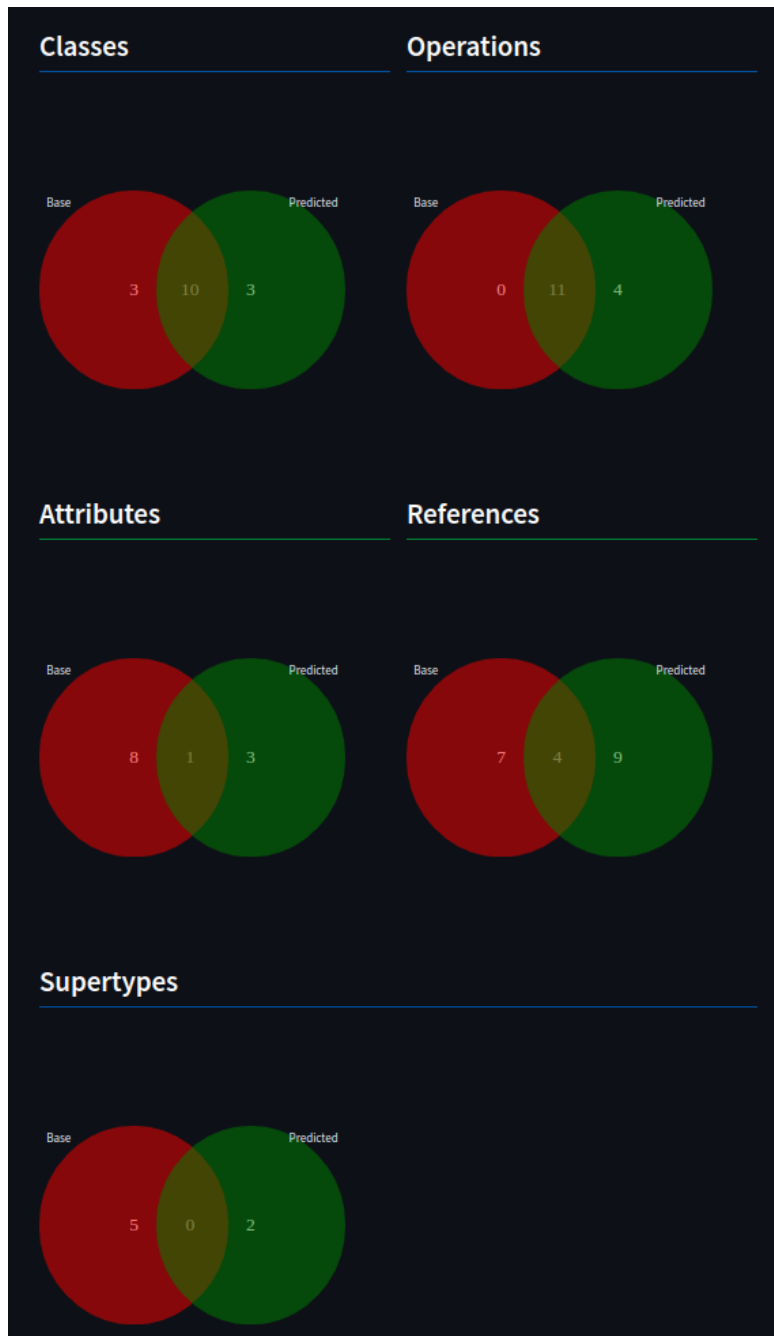 Classes
Operations
Base
Predicted
Base
Predicted
3
10
3
0
11
4
Attributes
References
Base
Predicted
Base
Predicted
8
1
3
7
4
9
Supertypes
Base
Predicted
5
0
2